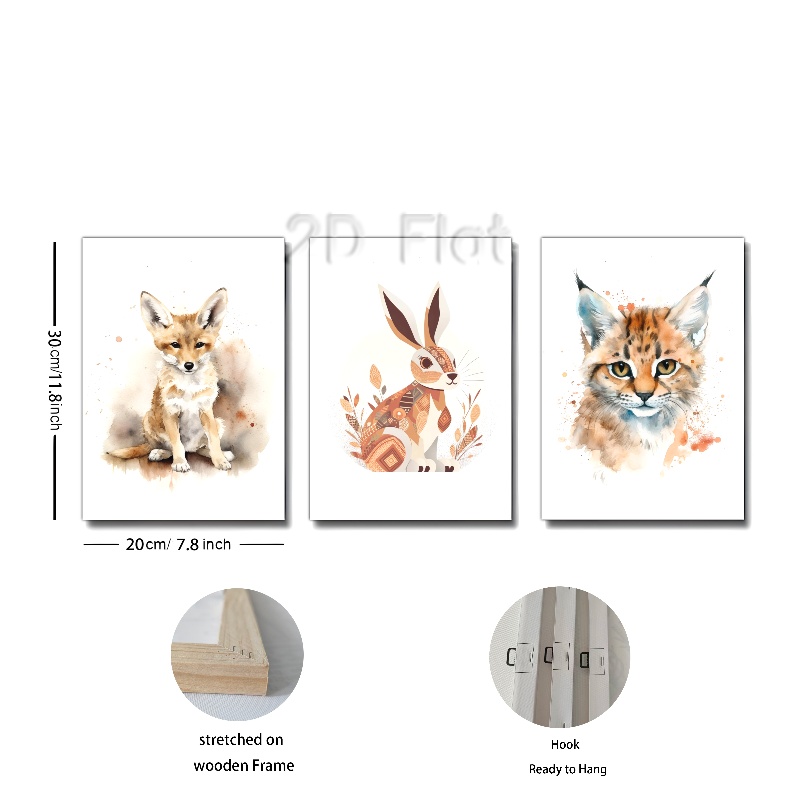 2D Flat
30cm/11.8inch
20cm/ 7.8 inch
stretched on
wooden Frame
Hook
Ready to Hang